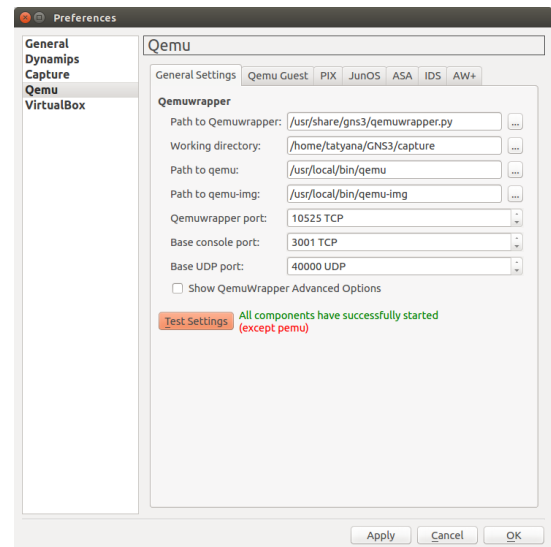 Preferences
General
Dynamips
Capture
Qemu
VirtualBox
Qemu
General Settings Qemu Guest PIX JunOS ASA IDS AW+
Qemuwrapper
Path to Qemuwrapper: /usr/share/gns3/qemuwrapper.py ...
Working directory: /home/tatyana/GNS3/capture ...
Path to qemu: /usr/local/bin/qemu ...
Path to qemu-img: /usr/local/bin/qemu-img ...
Qemuwrapper port: 10525 TCP
Base console port: 3001 TCP
Base UDP port: 40000 UDP
Show QemuWrapper Advanced Options
Test Settings All components have successfully started
(except pemu)
Apply Cancel OK